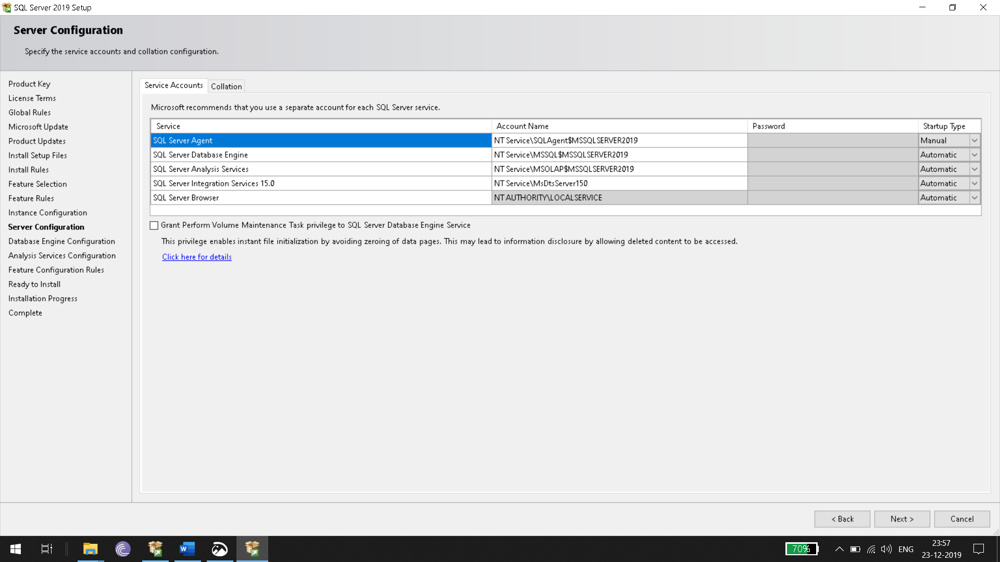 SQL Server 2019 Setup
Server Configuration
Specify the service accounts and collation configuration.
Product Key
License Terms
Global Rules
Microsoft Update
Product Updates
Install Setup Files
Install Rules
Feature Selection
Feature Rules
Instance Configuration
Server Configuration
Database Engine Configuration
Analysis Services Configuration
Feature Configuration Rules
Ready to Install
Installation Progress
Complete
Service Accounts Collation
Microsoft recommends that you use a separate account for each SQL Server service.
Service Account Name Password Startup Type
SQL Server Agent NT Service\SQLAgent$MSSQLSERVER2019 Manual
SQL Server Database Engine NT Service\MSSQL$MSSQLSERVER2019 Automatic
SQL Server Analysis Services NT Service\MSOLAP$MSSQLSERVER2019 Automatic
SQL Server Integration Services 15.0 NT Service\MsDtsServer150 Automatic
SQL Server Browser NT AUTHORITY\LOCALSERVICE Automatic
Grant Perform Volume Maintenance Task privilege to SQL Server Database Engine Service
This privilege enables instant file initialization by avoiding zeroing of data pages. This may lead to information disclosure by allowing deleted content to be accessed.
Click here for details
< Back Next > Cancel
70% ENG 23:57
23-12-2019